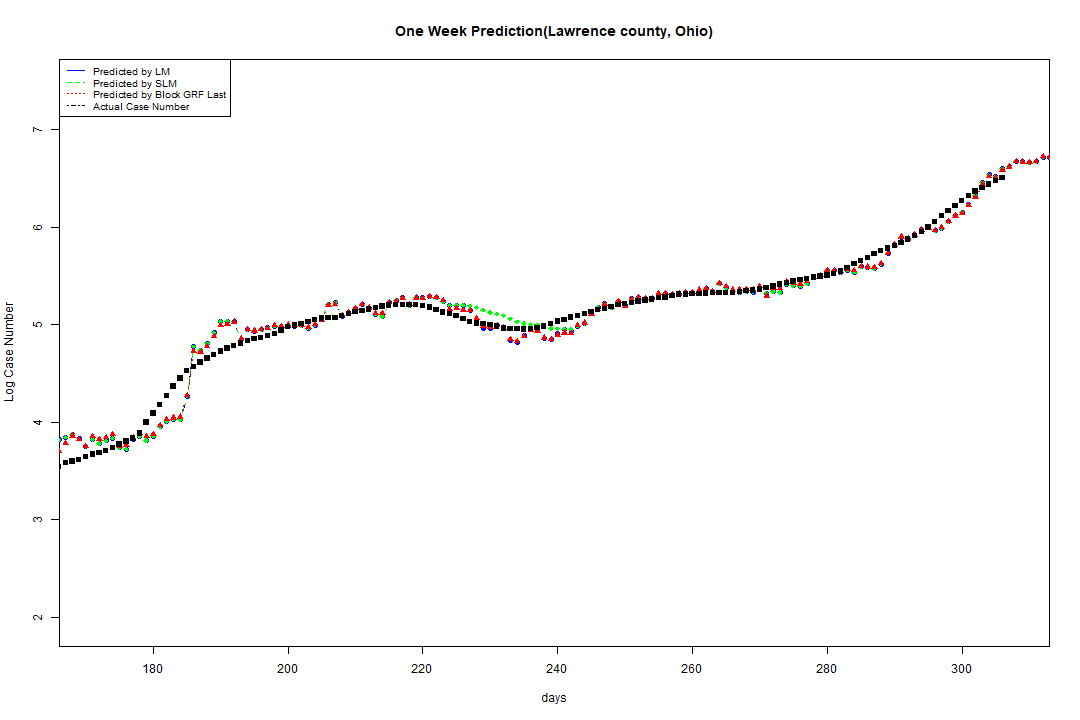 One Week Prediction(Lawrence county, Ohio)
Predicted by LM
Predicted by SLM
Predicted by Block GRF Last
Actual Case Number
7
6
5
4
3
2
Log Case Number
180 200 220 240 260 280 300
days